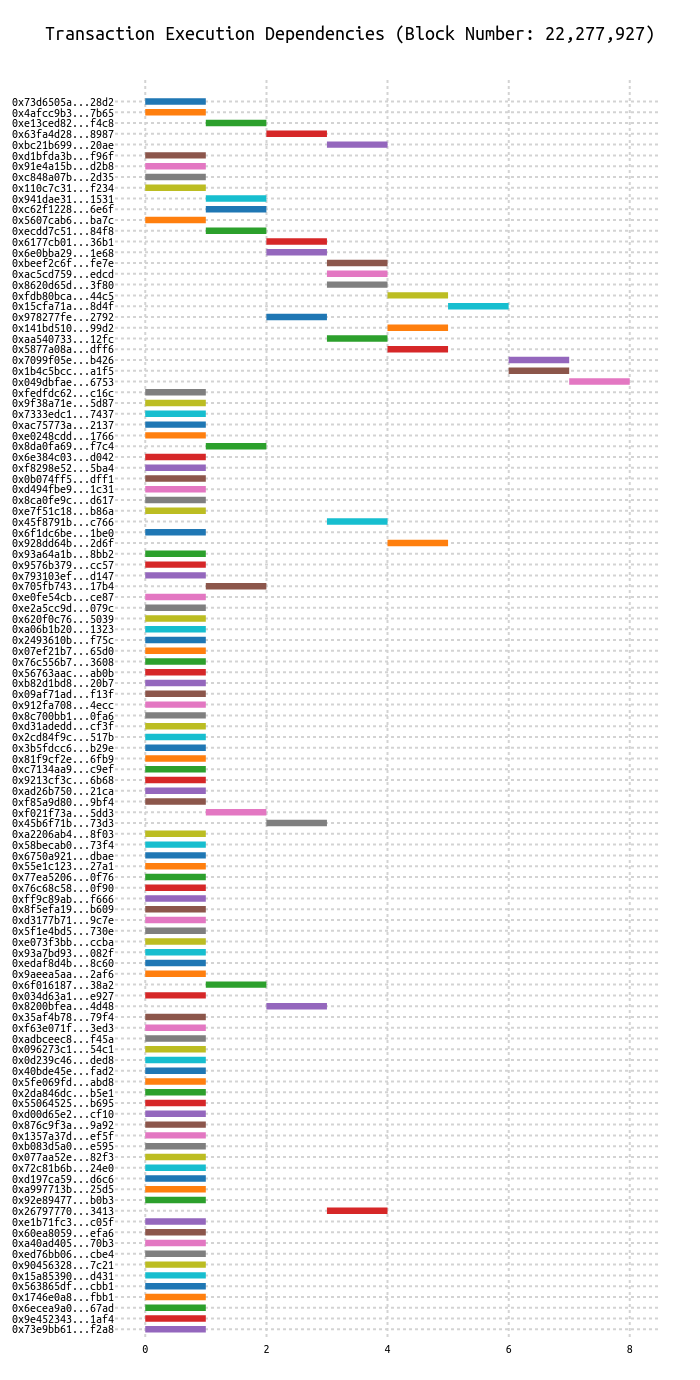 Transaction Execution Dependencies (Block Number: 22,277,927)
0x73d6505a...28d2
0x4afcc9b3...7b65
0xe13ced82...f4c8
0x63fa4d28...8987
0xbc21b699...20ae
0xd1bfda3b...f96f
0x91e4a15b...d2b8
0xc848a07b...2d35
0x110c7c31...f234
0x941dae31...1531
0xc62f1228...6e6f
0x5607cab6...ba7c
0xecdd7c51...84f8
0x6177cb01...36b1
0x6e0bba29...1e68
0xbeef2c6f...fe7e
0xac5cd759...edcd
0x8620d65d...3f80
0xfdb80bca...44c5
0x15cfa71a...8d4f
0x978277fe...2792
0x141bd510...99d2
0xaa540733...12fc
0x5877a08a...dff6
0x7099f05e...b426
0x1b4c5bcc...a1f5
0x049dbfae...6753
0xfedfdc62...c16c
0x9f38a71e...5d87
0x7333edc1...7437
0xac75773a...2137
0xe0248cdd...1766
0x8da0fa69...f7c4
0x6e384c03...d042
0xf8298e52...5ba4
0x0b074ff5...dff1
0xd494fbe9...1c31
0x8ca0fe9c...d617
0xe7f51c18...b86a
0x45f8791b...c766
0x6f1dc6be...1be0
0x928dd64b...2d6f
0x93a64a1b...8bb2
0x9576b379...cc57
0x793103ef...d147
0x705fb743...17b4
0xe0fe54cb...ce87
0xe2a5cc9d...079c
0x620f0c76...5039
0xa06b1b20...1323
0x2493610b...f75c
0x07ef21b7...65d0
0x76c556b7...3608
0x56763aac...ab0b
0xb82d1bd8...20b7
0x09af71ad...f13f
0x912fa708...4ecc
0x8c700bb1...0fa6
0xd31adedd...cf3f
0x2cd84f9c...517b
0x3b5fdcc6...b29e
0x81f9cf2e...6fb9
0xc7134aa9...c9ef
0x9213cf3c...6b68
0xad26b750...21ca
0xf85a9d80...9bf4
0xf021f73a...5dd3
0x45b6f71b...73d3
0xa2206ab4...8f03
0x58becab0...73f4
0x6750a921...dbae
0x55e1c123...27a1
0x77ea5206...0f76
0x76c68c58...0f90
0xff9c89ab...f666
0x8f5efa19...b609
0xd3177b71...9c7e
0x5f1e4bd5...730e
0xe073f3bb...ccba
0x93a7bd93...082f
0xedaf8d4b...8c60
0x9aeea5aa...2af6
0x6f016187...38a2
0x034d63a1...e927
0x8200bfea...4d48
0x35af4b78...79f4
0xf63e071f...3ed3
0xadbceec8...f45a
0x096273c1...54c1
0x0d239c46...ded8
0x40bde45e...fad2
0x5fe069fd...abd8
0x2da846dc...b5e1
0x55064525...b695
0xd00d65e2...cf10
0x876c9f3a...9a92
0x1357a37d...ef5f
0xb083d5a0...e595
0x077aa52e...82f3
0x72c81b6b...24e0
0xd197ca59...d6c6
0xa997713b...25d5
0x92e89477...b0b3
0x26797770...3413
0xe1b71fc3...c05f
0x60ea8059...efa6
0xa40ad405...70b3
0xed76bb06...cbe4
0x90456328...7c21
0x15a85390...d431
0x563865df...cbb1
0x1746e0a8...fbb1
0x6ecea9a0...67ad
0x9e452343...1af4
0x73e9bb61...f2a8
0 2 4 6 8